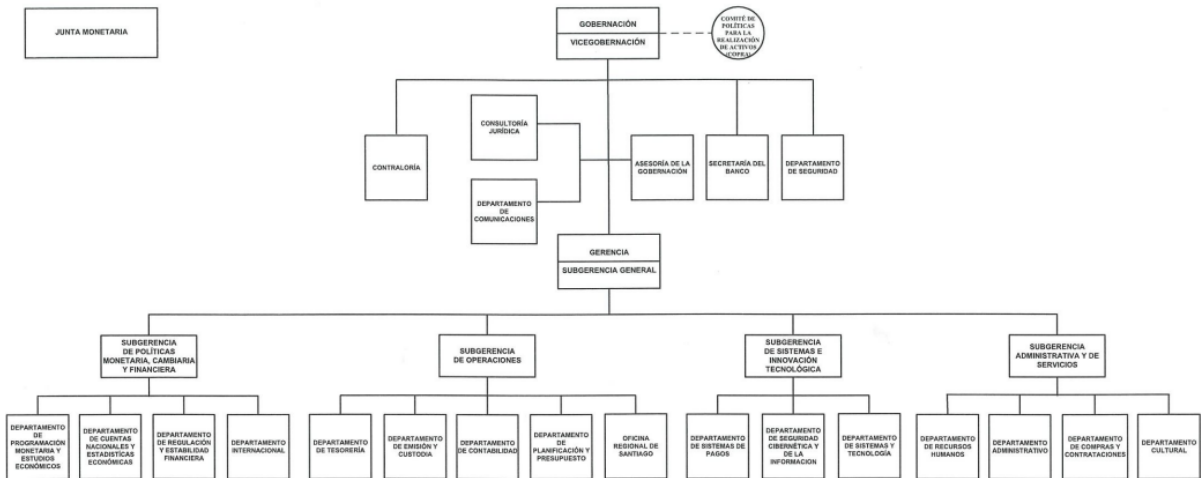 JUNTA MONETARIA
GOBERNACIÓN
VICEGOBERNACIÓN
COMITÉ DE
POLÍTICAS
PARA LA
REALIZACIÓN
DE ACTIVOS
(COPRA)
CONSULTORÍA
JURÍDICA
CONTRALORÍA
ASESORÍA DE LA
GOBERNACIÓN
SECRETARÍA DEL
BANCO
DEPARTAMENTO
DE SEGURIDAD
DEPARTAMENTO
DE
COMUNICACIONES
GERENCIA
SUBGERENCIA GENERAL
SUBGERENCIA
DE POLÍTICAS
MONETARIA, CAMBIARIA
Y FINANCIERA
SUBGERENCIA
DE OPERACIONES
SUBGERENCIA
DE SISTEMAS E
INNOVACIÓN
TECNOLÓGICA
SUBGERENCIA
ADMINISTRATIVA Y DE
SERVICIOS
DEPARTAMENTO
DE
PROGRAMACIÓN
MONETARIA Y
ESTUDIOS
ECONÓMICOS
DEPARTAMENTO
DE CUENTAS
NACIONALES Y
ESTADISTÍCAS
ECONÓMICAS
DEPARTAMENTO
DE REGULACIÓN
Y ESTABILIDAD
FINANCIERA
DEPARTAMENTO
INTERNACIONAL
DEPARTAMENTO
DE TESORERÍA
DEPARTAMENTO
DE EMISIÓN Y
CUSTODIA
DEPARTAMENTO
DE CONTABILIDAD
DEPARTAMENTO
DE
PLANIFICACIÓN Y
PRESUPUESTO
OFICINA
REGIONAL DE
SANTIAGO
DEPARTAMENTO
DE SISTEMAS DE
PAGOS
DEPARTAMENTO
DE SEGURIDAD
CIBERNÉTICA Y
DE LA
INFORMACION
DEPARTAMENTO
DE SISTEMAS Y
TECNOLOGÍA
DEPARTAMENTO
DE RECURSOS
HUMANOS
DEPARTAMENTO
ADMINISTRATIVO
DEPARTAMENTO
DE COMPRAS Y
CONTRATACIONES
DEPARTAMENTO
CULTURAL